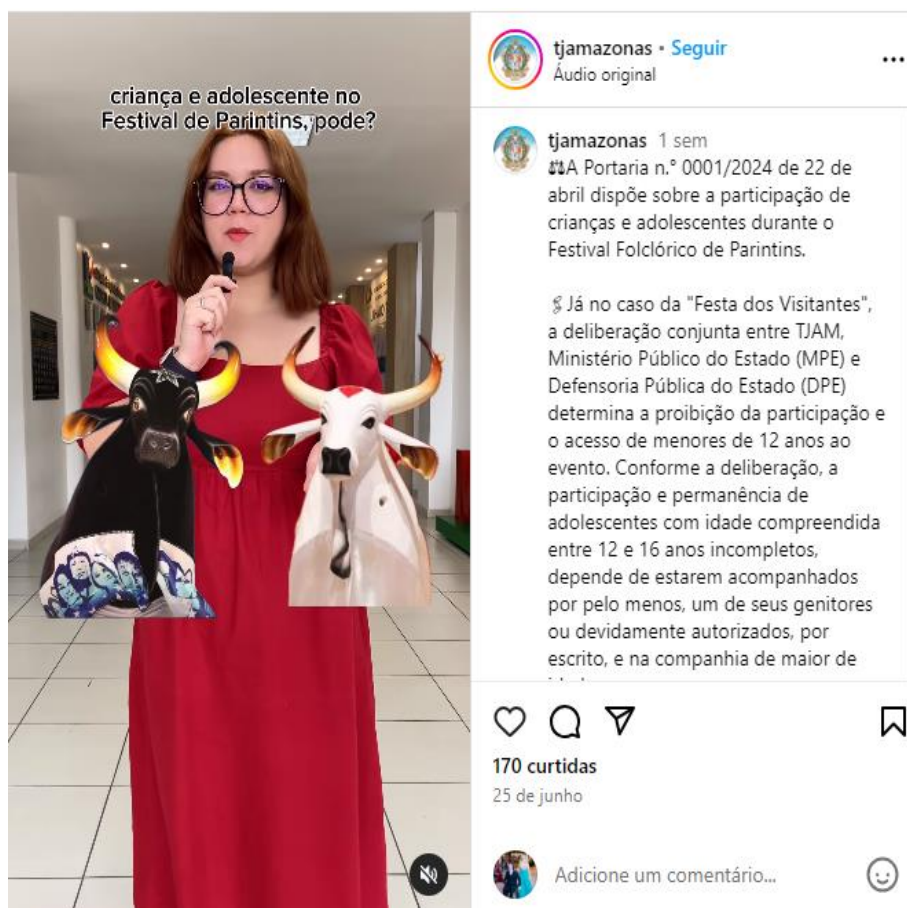 criança e adolescente no
Festival de Parintins, pode?
tjamazonas • Seguir
Áudio original
tjamazonas 1 sem
⚖A Portaria n.° 0001/2024 de 22 de
abril dispõe sobre a participação de
crianças e adolescentes durante o
Festival Folclórico de Parintins.
Já no caso da "Festa dos Visitantes",
a deliberação conjunta entre TJAM,
Ministério Público do Estado (MPE) e
Defensoria Pública do Estado (DPE)
determina a proibição da participação e
o acesso de menores de 12 anos ao
evento. Conforme a deliberação, a
participação e permanência de
adolescentes com idade compreendida
entre 12 e 16 anos incompletos,
depende de estarem acompanhados
por pelo menos, um de seus genitores
ou devidamente autorizados, por
escrito, e na companhia de maior de
170 curtidas
25 de junho
Adicione um comentário...